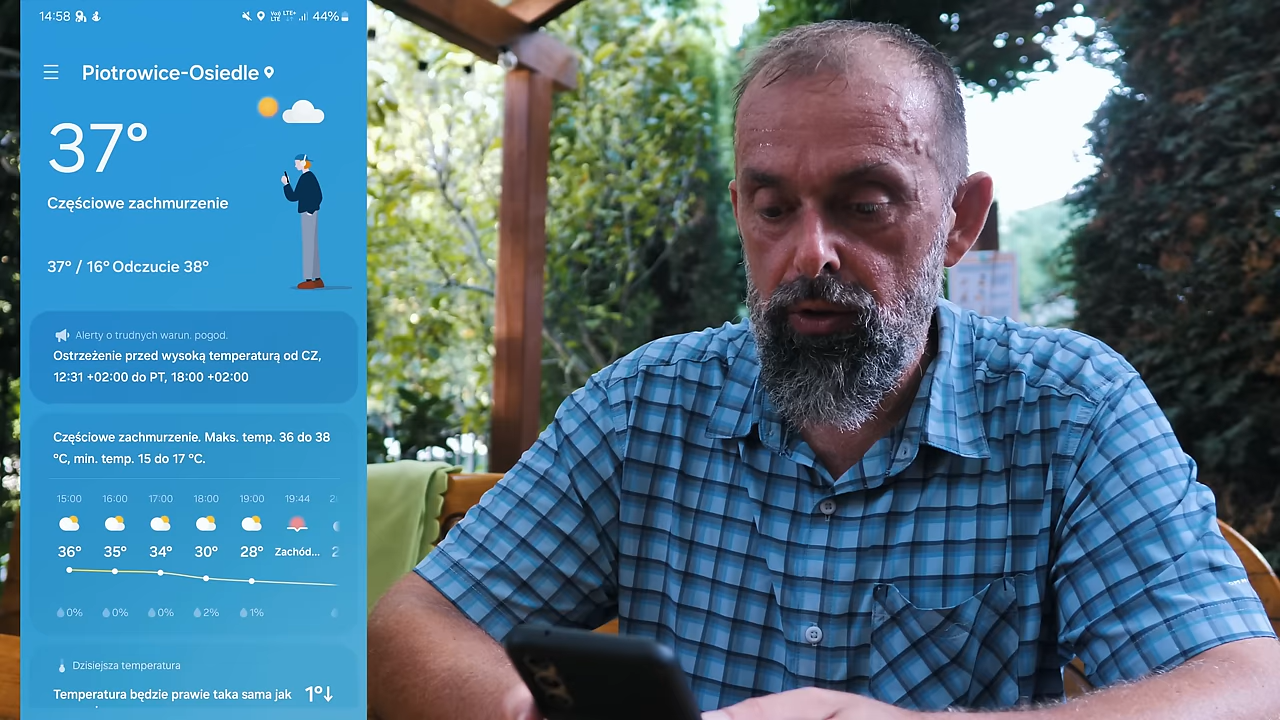 14:58
Vo)) LTE+
LTE 44%
Piotrowice-Osiedle
37°
Częściowe zachmurzenie
37° / 16° Odczucie 38°
Alerty o trudnych warun. pogod.
Ostrzeżenie przed wysoką temperaturą od CZ,
12:31 +02:00 do PT, 18:00 +02:00
Częściowe zachmurzenie. Maks. temp. 36 do 38
°C, min. temp. 15 do 17 °C.
15:00 16:00 17:00 18:00 19:00 19:44
36° 35° 34° 30° 28° Zachód...
0% 0% 0% 2% 1%
Dzisiejsza temperatura
Temperatura będzie prawie taka sama jak 1°↓